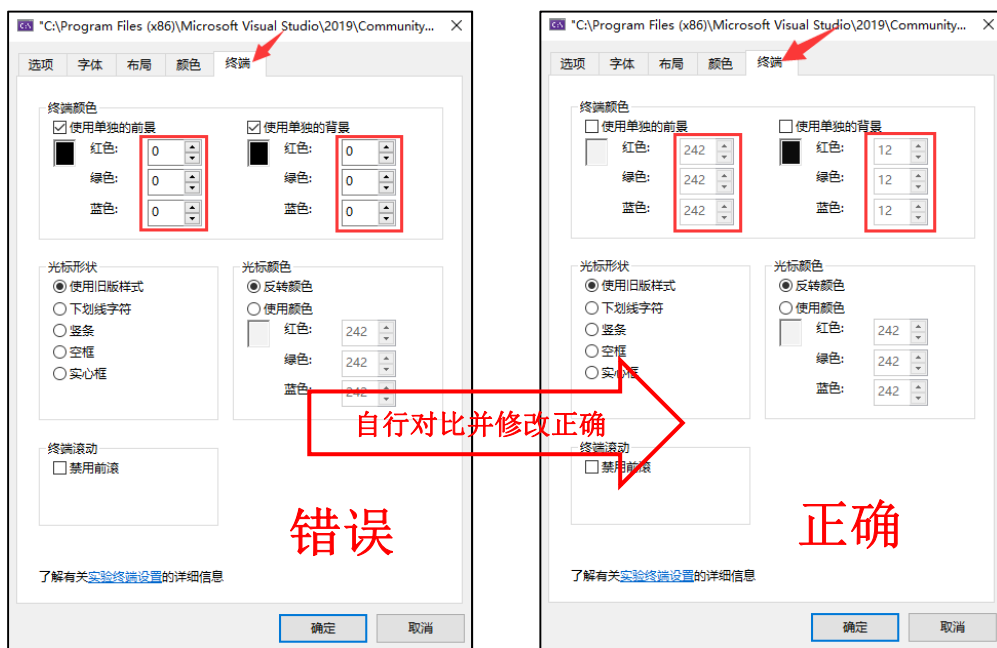 "C:\Program Files (x86)\Microsoft Visual Studio\2019\Community...
选项 字体 布局 颜色 终端
终端颜色
使用单独的前景 使用单独的背景
红色: 0 红色: 0
绿色: 0 绿色: 0
蓝色: 0 蓝色: 0
光标形状 光标颜色
使用旧版样式 反转颜色
下划线字符 使用颜色
竖条 红色: 242
空框 绿色: 242
实心框 蓝色: 242
终端滚动
禁用前滚
错误
了解有关实验终端设置的详细信息
确定 取消
自行对比并修改正确
"C:\Program Files (x86)\Microsoft Visual Studio\2019\Community...
选项 字体 布局 颜色 终端
终端颜色
使用单独的前景 使用单独的背景
红色: 242 红色: 12
绿色: 242 绿色: 12
蓝色: 242 蓝色: 12
光标形状 光标颜色
使用旧版样式 反转颜色
下划线字符 使用颜色
竖条 红色: 242
空框 绿色: 242
实心框 蓝色: 242
终端滚动
禁用前滚
正确
了解有关实验终端设置的详细信息
确定 取消